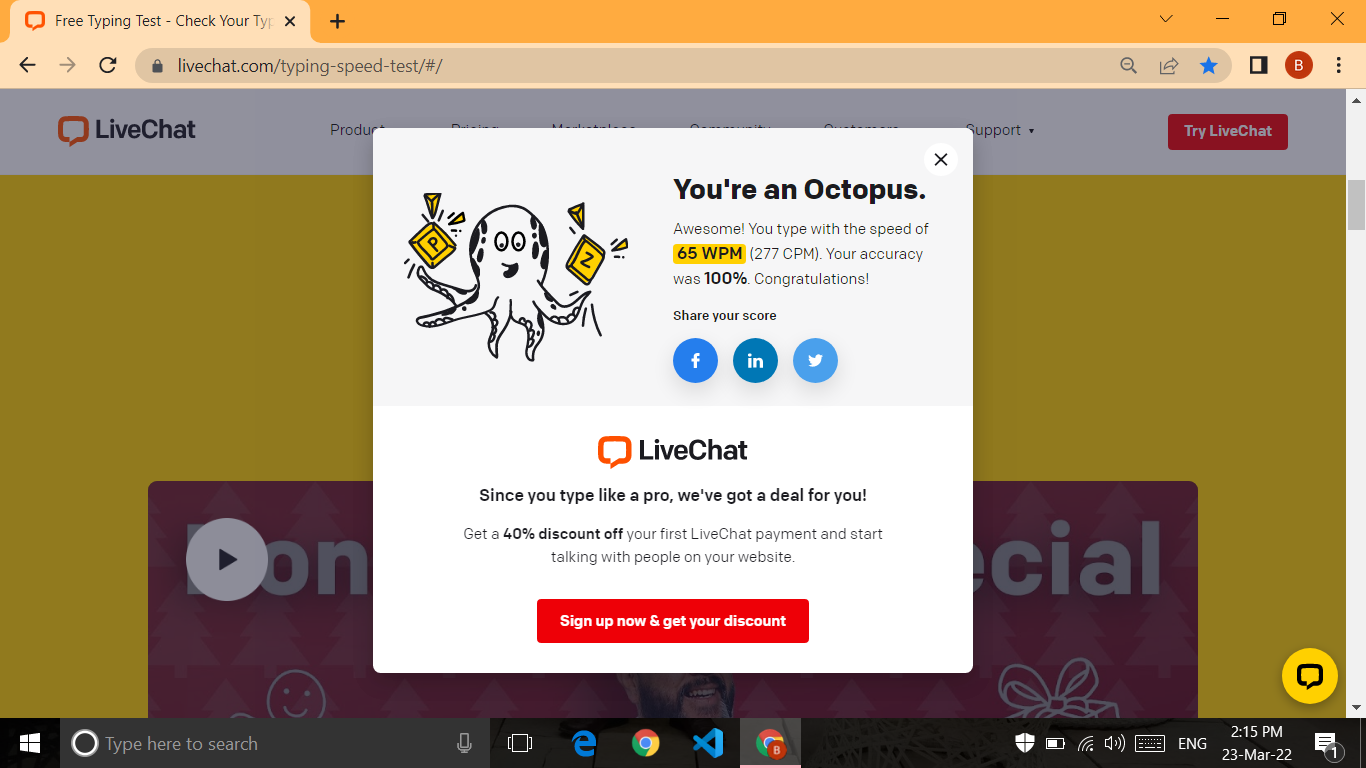 Free Typing Test - Check Your Typ
livechat.com/typing-speed-test/#/
B
LiveChat
Product Pricing Marketplace Community Customers Support
Try LiveChat
You're an Octopus.
Awesome! You type with the speed of
65 WPM (277 CPM). Your accuracy
was 100%. Congratulations!
P
Z
Share your score
f in
LiveChat
Since you type like a pro, we've got a deal for you!
Get a 40% discount off your first LiveChat payment and start
talking with people on your website.
Sign up now & get your discount
Type here to search
B
ENG
2:15 PM
23-Mar-22
1